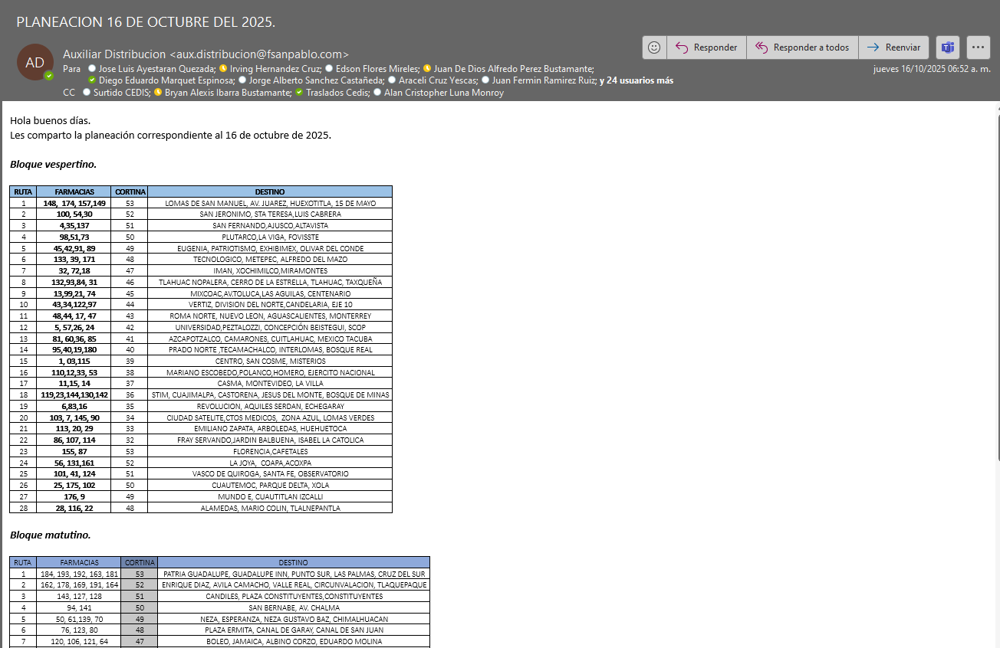 PLANEACION 16 DE OCTUBRE DEL 2025.
AD
Auxiliar Distribucion <aux.distribucion@fsanpablo.com>
Responder Responder a todos Reenviar
Para Jose Luis Ayestaran Quezada; Irving Hernandez Cruz; Edson Flores Mireles; Juan De Dios Alfredo Perez Bustamante;
jueves 16/10/2025 06:52 a. m.
Diego Eduardo Marquet Espinosa; Jorge Alberto Sanchez Castañeda; Araceli Cruz Yescas; Juan Fermin Ramirez Ruiz; y 24 usuarios más
CC Surtido CEDIS; Bryan Alexis Ibarra Bustamante; Traslados Cedis; Alan Cristopher Luna Monroy
Hola buenos días.
Les comparto la planeación correspondiente al 16 de octubre de 2025.
Bloque vespertino.
RUTA FARMACIAS CORTINA DESTINO
1 148, 174, 157,149 53 LOMAS DE SAN MANUEL, AV. JUAREZ, HUEXOTITLA, 15 DE MAYO
2 100, 54,30 52 SAN JERONIMO, STA TERESA,LUIS CABRERA
3 4,35,137 51 SAN FERNANDO,AJUSCO,ALTAVISTA
4 98,51,73 50 PLUTARCO,LA VIGA, FOVISSTE
5 45,42,91, 89 49 EUGENIA, PATRIOTISMO, EXHIBIMEX, OLIVAR DEL CONDE
6 133, 39, 171 48 TECNOLOGICO, METEPEC, ALFREDO DEL MAZO
7 32, 72,18 47 IMAN, XOCHIMILCO,MIRAMONTES
8 132,93,84, 31 46 TLAHUAC NOPALERA, CERRO DE LA ESTRELLA, TLAHUAC, TAXQUEÑA
9 13,99,21, 74 45 MIXCOAC,AV.TOLUCA,LAS AGUILAS, CENTENARIO
10 43,34,122,97 44 VERTIZ, DIVISION DEL NORTE,CANDELARIA, EJE 10
11 48,44, 17, 47 43 ROMA NORTE, NUEVO LEON, AGUASCALIENTES, MONTERREY
12 5, 57,26, 24 42 UNIVERSIDAD,PEZTALOZZI, CONCEPCIÓN BEISTEGUI, SCOP
13 81, 60,36, 85 41 AZCAPOTZALCO, CAMARONES, CUITLAHUAC, MEXICO TACUBA
14 95,40,19,180 40 PRADO NORTE ,TECAMACHALCO, INTERLOMAS, BOSQUE REAL
15 1, 03,115 39 CENTRO, SAN COSME, MISTERIOS
16 110,12,33, 53 38 MARIANO ESCOBEDO,POLANCO,HOMERO, EJERCITO NACIONAL
17 11,15, 14 37 CASMA, MONTEVIDEO, LA VILLA
18 119,23,144,130,142 36 STIM, CUAJIMALPA, CASTORENA, JESUS DEL MONTE, BOSQUE DE MINAS
19 6,83,16 35 REVOLUCION, AQUILES SERDAN, ECHEGARAY
20 103, 7, 145, 90 34 CIUDAD SATELITE,CTOS MEDICOS, ZONA AZUL, LOMAS VERDES
21 113, 20, 29 33 EMILIANO ZAPATA, ARBOLEDAS, HUEHUETOCA
22 86, 107, 114 32 FRAY SERVANDO,JARDIN BALBUENA, ISABEL LA CATOLICA
23 155, 87 53 FLORENCIA,CAFETALES
24 56, 131,161 52 LA JOYA, COAPA,ACOXPA
25 101, 41, 124 51 VASCO DE QUIROGA, SANTA FE, OBSERVATORIO
26 25, 175, 102 50 CUAUTEMOC, PARQUE DELTA, XOLA
27 176, 9 49 MUNDO E, CUAUTITLAN IZCALLI
28 28, 116, 22 48 ALAMEDAS, MARIO COLIN, TLALNEPANTLA
Bloque matutino.
RUTA FARMACIAS CORTINA DESTINO
1 184, 193, 192, 163, 181 53 PATRIA GUADALUPE, GUADALUPE INN, PUNTO SUR, LAS PALMAS, CRUZ DEL SUR
2 162, 178, 169, 191, 164 52 ENRIQUE DIAZ, AVILA CAMACHO, VALLE REAL, CIRCUNVALACION, TLAQUEPAQUE
3 143, 127, 128 51 CANDILES, PLAZA CONSTITUYENTES,CONSTITUYENTES
4 94, 141 50 SAN BERNABE, AV. CHALMA
5 50, 61,139, 70 49 NEZA, ESPERANZA, NEZA GUSTAVO BAZ, CHIMALHUACAN
6 76, 123, 80 48 PLAZA ERMITA, CANAL DE GARAY, CANAL DE SAN JUAN
7 120, 106, 121, 64 47 BOLEO, JAMAICA, ALBINO CORZO, EDUARDO MOLINA